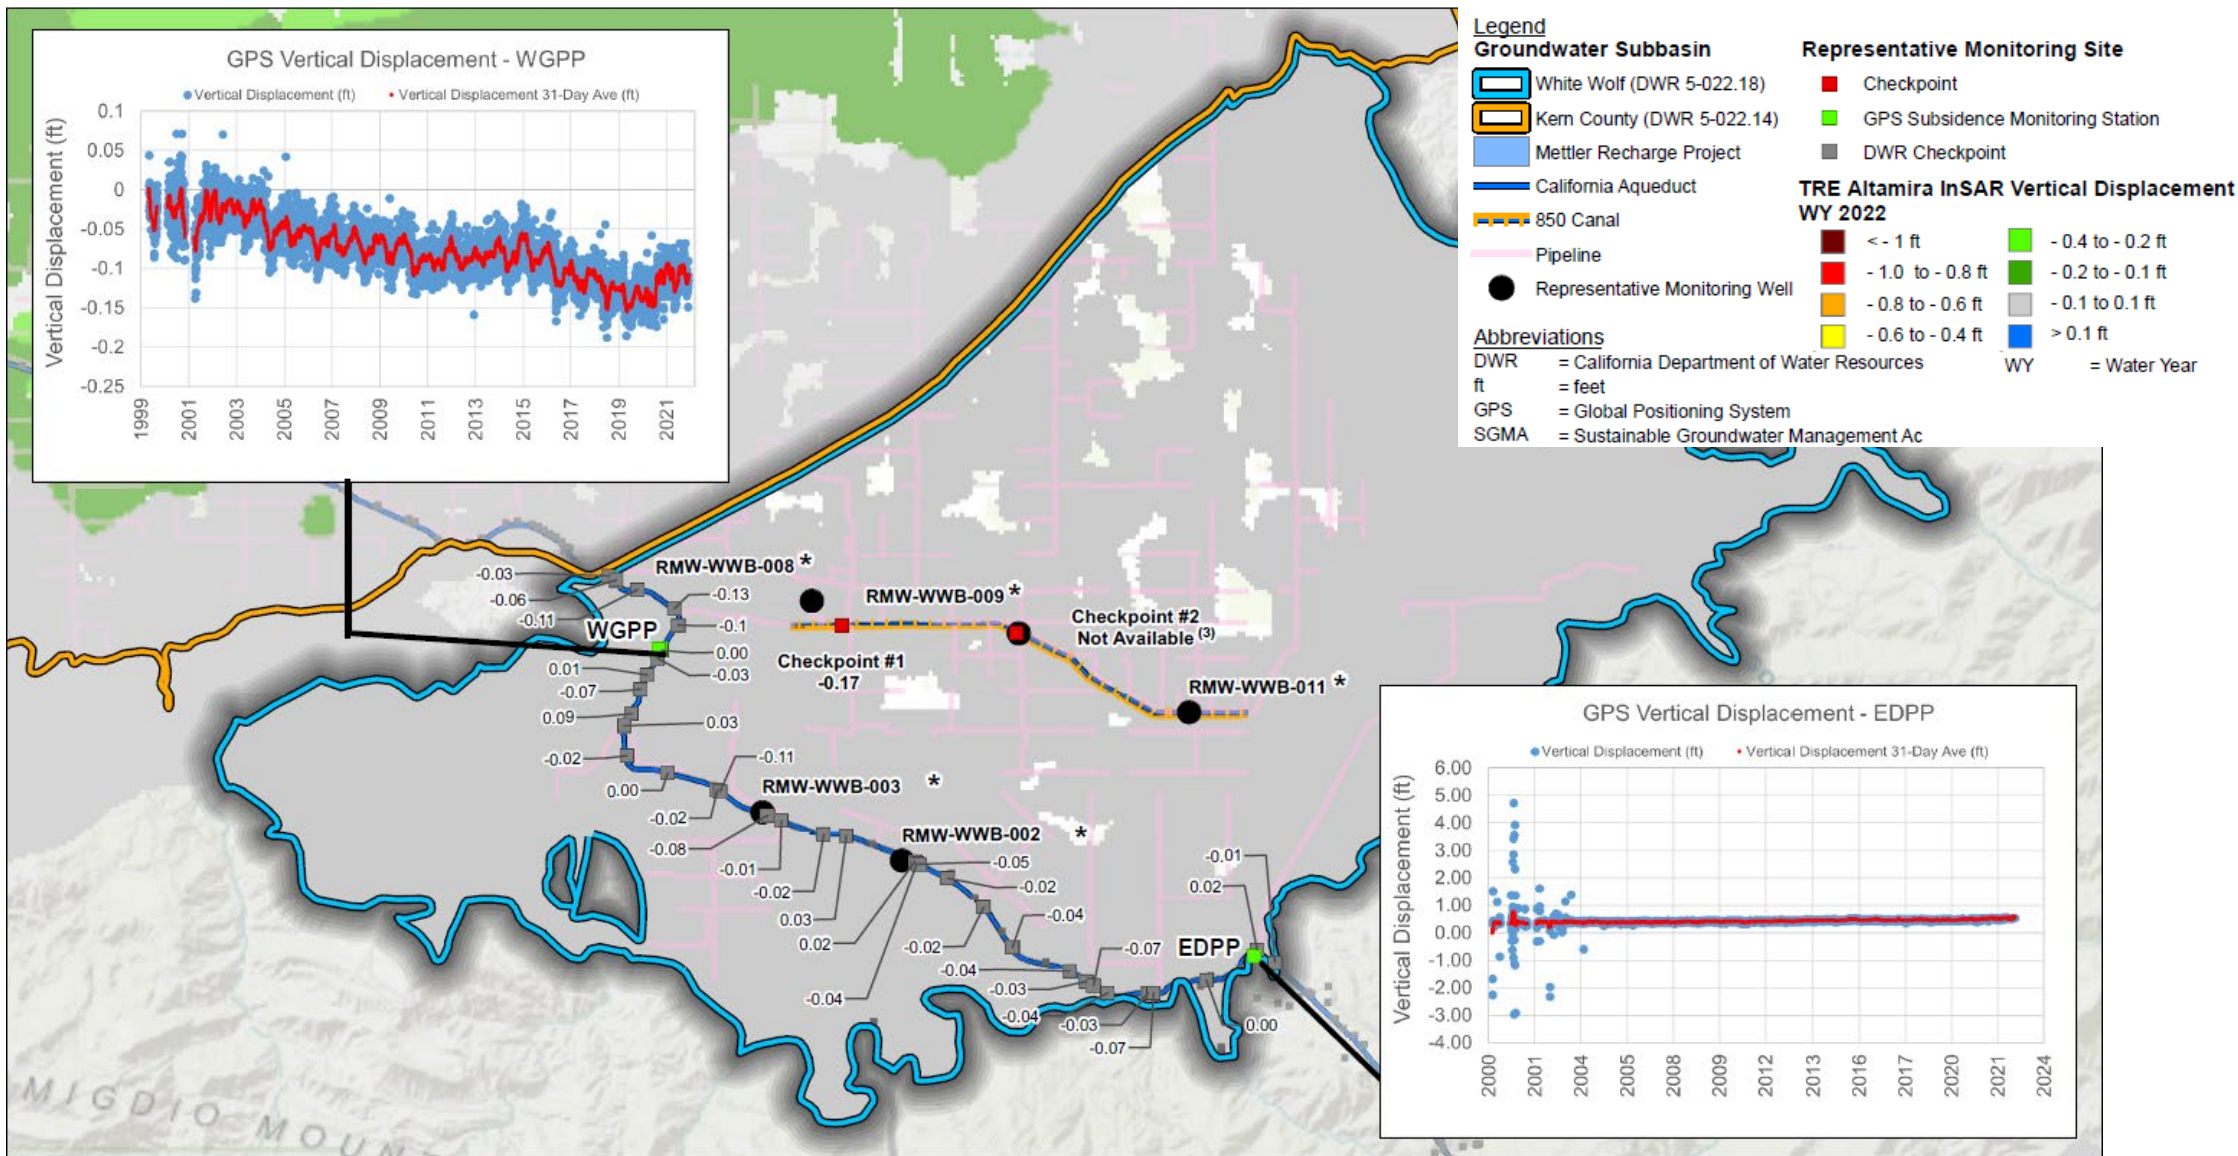 GPS Vertical Displacement - WGPP
Vertical Displacement (ft)
Vertical Displacement 31-Day Ave (ft)
Vertical Displacement (ft)
0.1
0.05
0
-0.05
-0.1
-0.15
-0.2
-0.25
1999
2001
2003
2005
2007
2009
2011
2013
2015
2017
2019
2021
Legend
Groundwater Subbasin
White Wolf (DWR 5-022.18)
Kern County (DWR 5-022.14)
Mettler Recharge Project
California Aqueduct
850 Canal
Pipeline
Representative Monitoring Well
Representative Monitoring Site
Checkpoint
GPS Subsidence Monitoring Station
DWR Checkpoint
TRE Altamira InSAR Vertical Displacement
WY 2022
< - 1 ft
- 1.0 to - 0.8 ft
- 0.8 to - 0.6 ft
- 0.6 to - 0.4 ft
- 0.4 to - 0.2 ft
- 0.2 to - 0.1 ft
- 0.1 to 0.1 ft
> 0.1 ft
Abbreviations
DWR = California Department of Water Resources
ft = feet
GPS = Global Positioning System
SGMA = Sustainable Groundwater Management Ac
WY = Water Year
-0.03
-0.06
-0.11
-0.13
-0.1
WGPP
0.00
-0.03
0.01
-0.07
0.09
0.03
-0.02
0.00
-0.11
-0.02
RMW-WWB-008 *
RMW-WWB-009 *
Checkpoint #2
Not Available (3)
Checkpoint #1
-0.17
RMW-WWB-011 *
RMW-WWB-003 *
-0.08
-0.01
-0.02
0.03
RMW-WWB-002 *
0.02
-0.04
-0.05
-0.02
-0.02
-0.04
-0.04
-0.07
-0.03
-0.04
-0.03
-0.07
0.00
EDPP
0.02
-0.01
GPS Vertical Displacement - EDPP
Vertical Displacement (ft)
Vertical Displacement 31-Day Ave (ft)
Vertical Displacement (ft)
6.00
5.00
4.00
3.00
2.00
1.00
0.00
-1.00
-2.00
-3.00
-4.00
2000
2001
2004
2005
2008
2009
2012
2013
2016
2017
2020
2021
2024
MIGDIO MOUNT